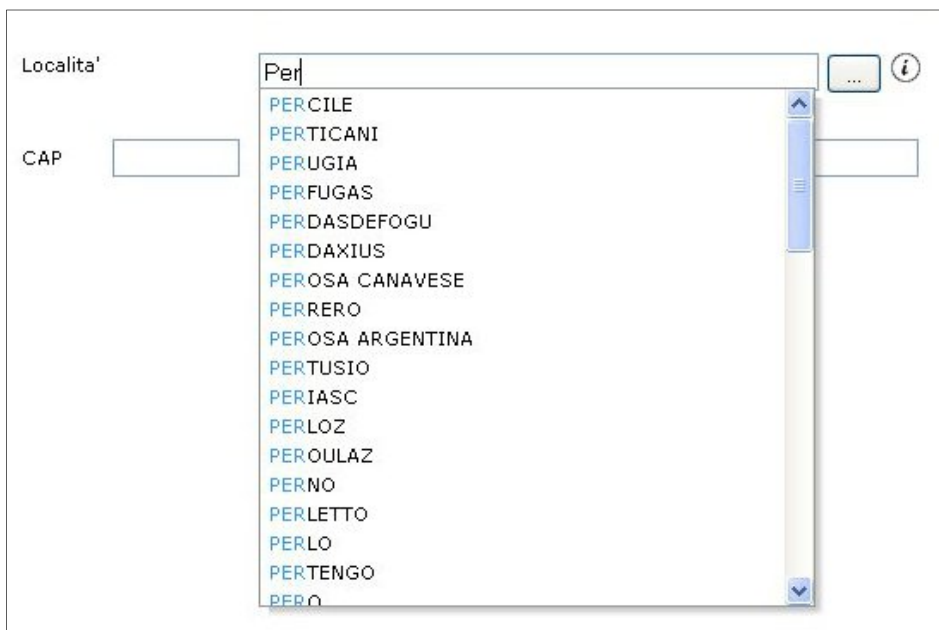 Localita'
Per
...
i
PERCILE
PERTICANI
CAP
PERUGIA
PERFUGAS
PERDASDEFOGU
PERDAXIUS
PEROSA CANAVESE
PERRERO
PEROSA ARGENTINA
PERTUSIO
PERIASC
PERLOZ
PEROULAZ
PERNO
PERLETTO
PERLO
PERTENGO
PERO